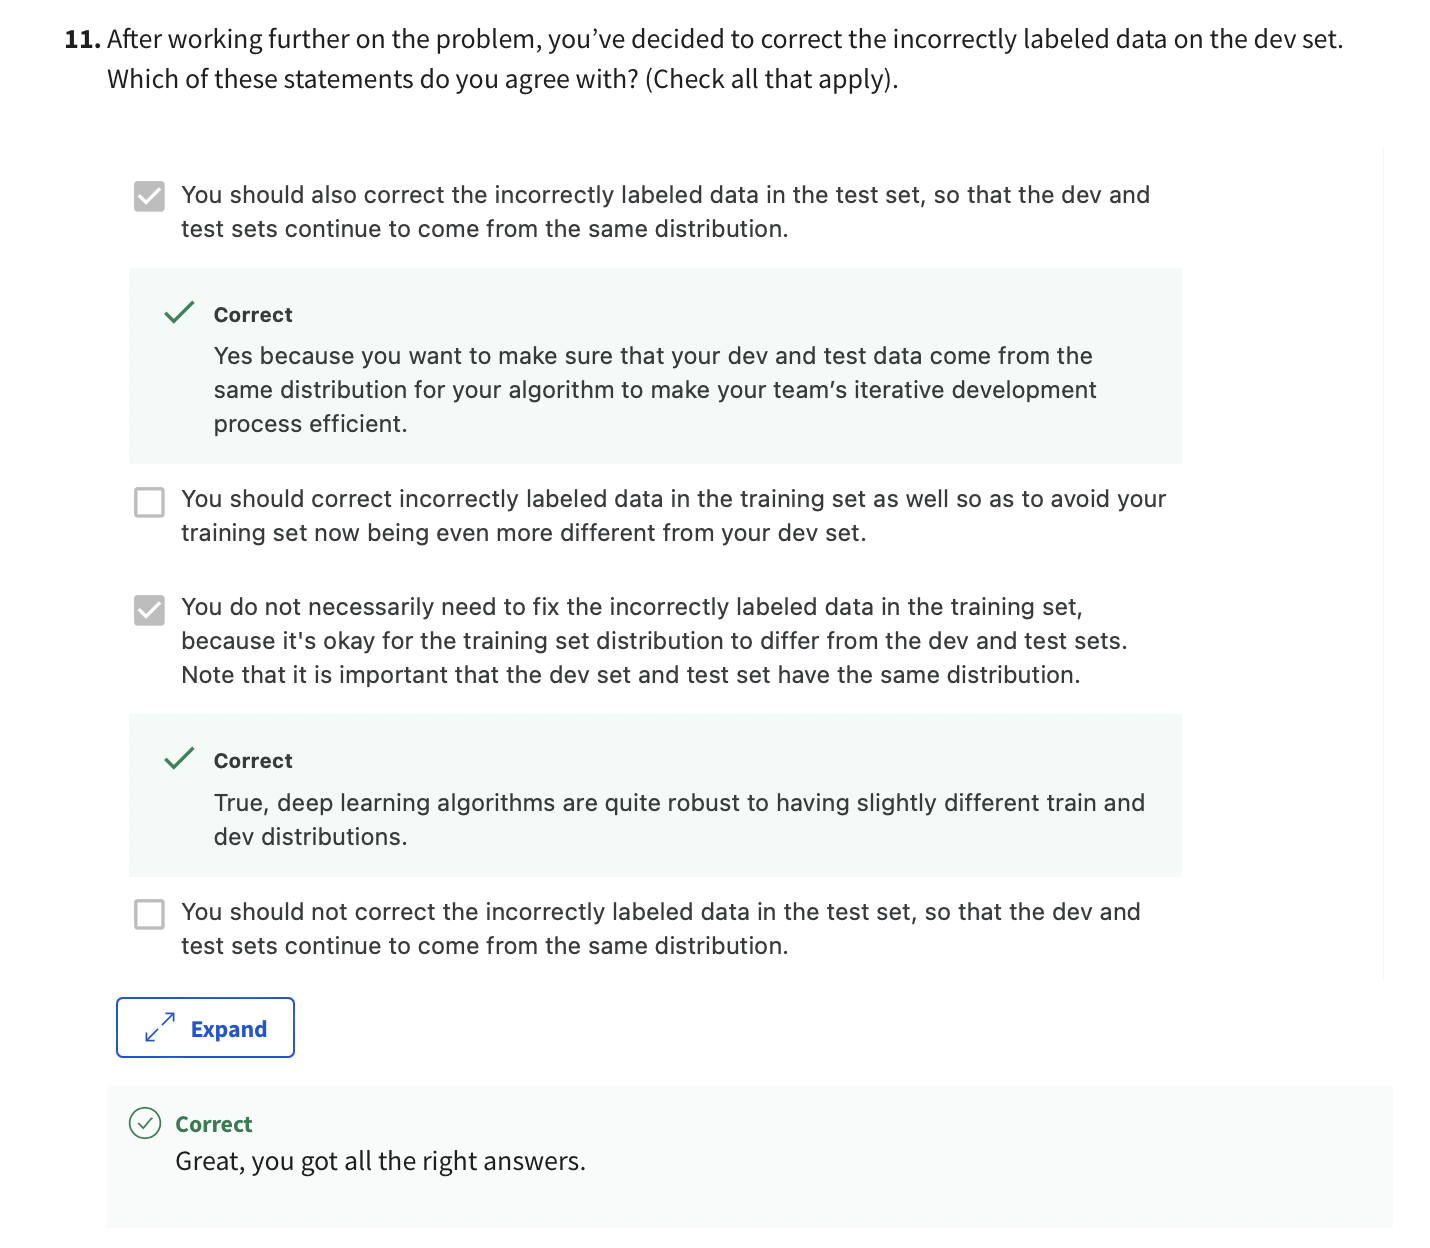 11. After working further on the problem, you’ve decided to correct the incorrectly labeled data on the dev set.
Which of these statements do you agree with? (Check all that apply).
You should also correct the incorrectly labeled data in the test set, so that the dev and
test sets continue to come from the same distribution.
Correct
Yes because you want to make sure that your dev and test data come from the
same distribution for your algorithm to make your team’s iterative development
process efficient.
You should correct incorrectly labeled data in the training set as well so as to avoid your
training set now being even more different from your dev set.
You do not necessarily need to fix the incorrectly labeled data in the training set,
because it's okay for the training set distribution to differ from the dev and test sets.
Note that it is important that the dev set and test set have the same distribution.
Correct
True, deep learning algorithms are quite robust to having slightly different train and
dev distributions.
You should not correct the incorrectly labeled data in the test set, so that the dev and
test sets continue to come from the same distribution.
Expand
Correct
Great, you got all the right answers.